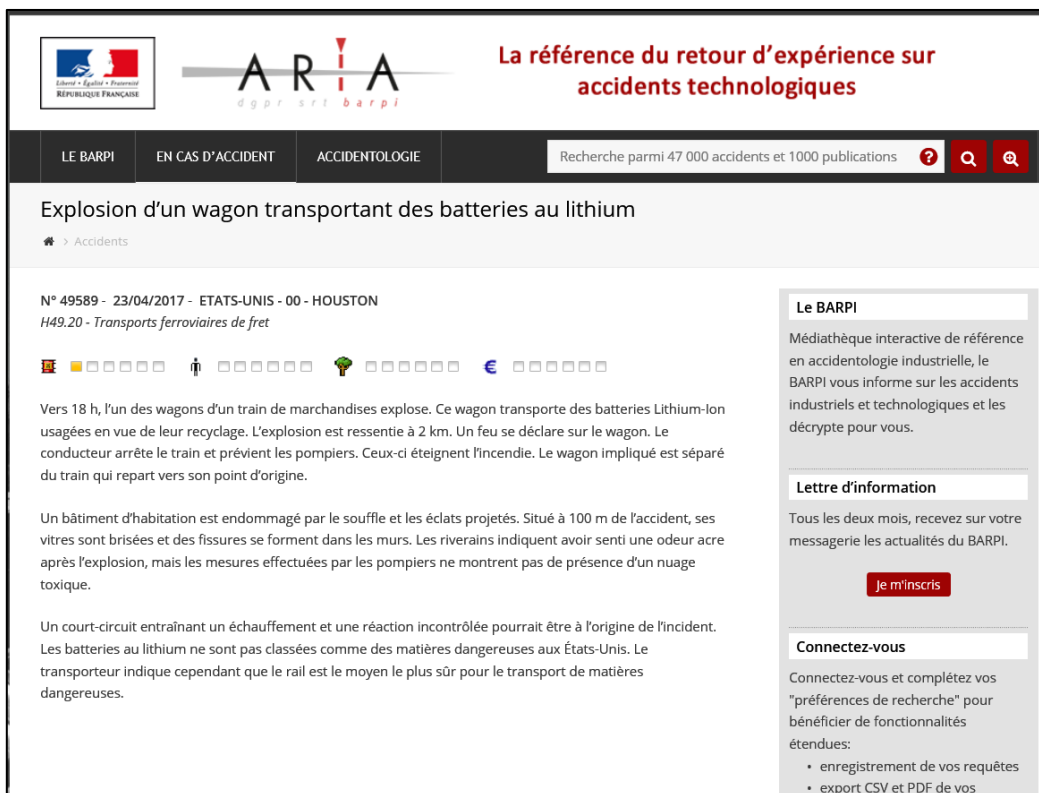 La référence du retour d'expérience sur
accidents technologiques
Liberté • Égalité • Fraternité
RÉPUBLIQUE FRANÇAISE
ARIA
dgpr srt barpi
LE BARPI
EN CAS D'ACCIDENT
ACCIDENTOLOGIE
Recherche parmi 47 000 accidents et 1000 publications
?
Explosion d'un wagon transportant des batteries au lithium
> Accidents
N° 49589 - 23/04/2017 - ETATS-UNIS - 00 - HOUSTON
H49.20 - Transports ferroviaires de fret
€
Vers 18 h, l'un des wagons d'un train de marchandises explose. Ce wagon transporte des batteries Lithium-Ion
usagées en vue de leur recyclage. L'explosion est ressentie à 2 km. Un feu se déclare sur le wagon. Le
conducteur arrête le train et prévient les pompiers. Ceux-ci éteignent l'incendie. Le wagon impliqué est séparé
du train qui repart vers son point d'origine.
Un bâtiment d'habitation est endommagé par le souffle et les éclats projetés. Situé à 100 m de l'accident, ses
vitres sont brisées et des fissures se forment dans les murs. Les riverains indiquent avoir senti une odeur acre
après l'explosion, mais les mesures effectuées par les pompiers ne montrent pas de présence d'un nuage
toxique.
Un court-circuit entraînant un échauffement et une réaction incontrôlée pourrait être à l'origine de l'incident.
Les batteries au lithium ne sont pas classées comme des matières dangereuses aux États-Unis. Le
transporteur indique cependant que le rail est le moyen le plus sûr pour le transport de matières
dangereuses.
Le BARPI
Médiathèque interactive de référence
en accidentologie industrielle, le
BARPI vous informe sur les accidents
industriels et technologiques et les
décrypte pour vous.
Lettre d'information
Tous les deux mois, recevez sur votre
messagerie les actualités du BARPI.
Je m'inscris
Connectez-vous
Connectez-vous et complétez vos
"préférences de recherche" pour
bénéficier de fonctionnalités
étendues:
• enregistrement de vos requêtes
• export CSV et PDF de vos